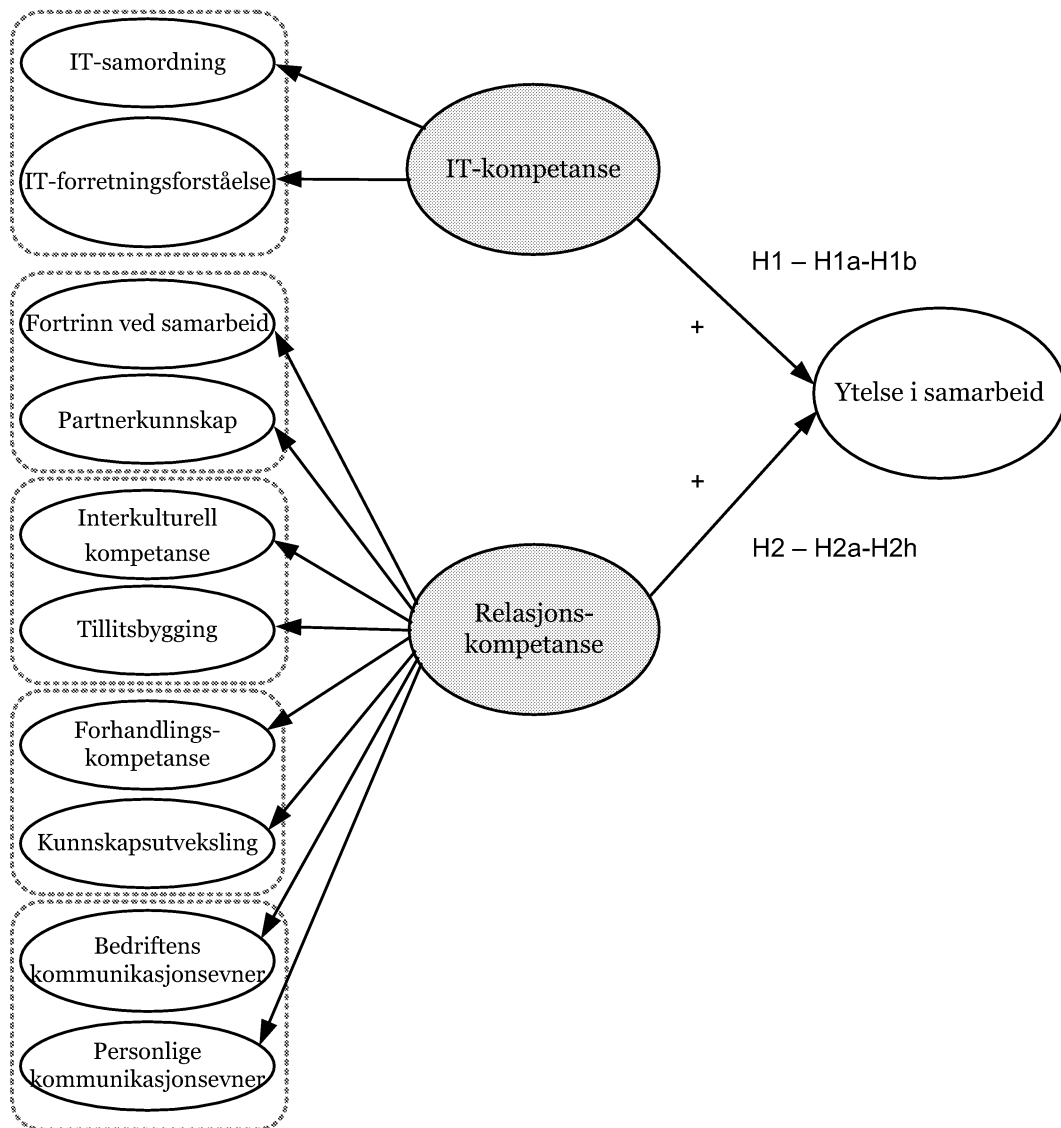 IT-samordning
IT-forretningsforståelse
IT-kompetanse
H1 – H1a-H1b
+
Fortrinn ved samarbeid
Partnerkunnskap
Ytelse i samarbeid
+
H2 – H2a-H2h
Interkulturell
kompetanse
Tillitsbygging
Relasjons-
kompetanse
Forhandlings-
kompetanse
Kunnskapsutveksling
Bedriftens
kommunikasjonsevner
Personlige
kommunikasjonsevner